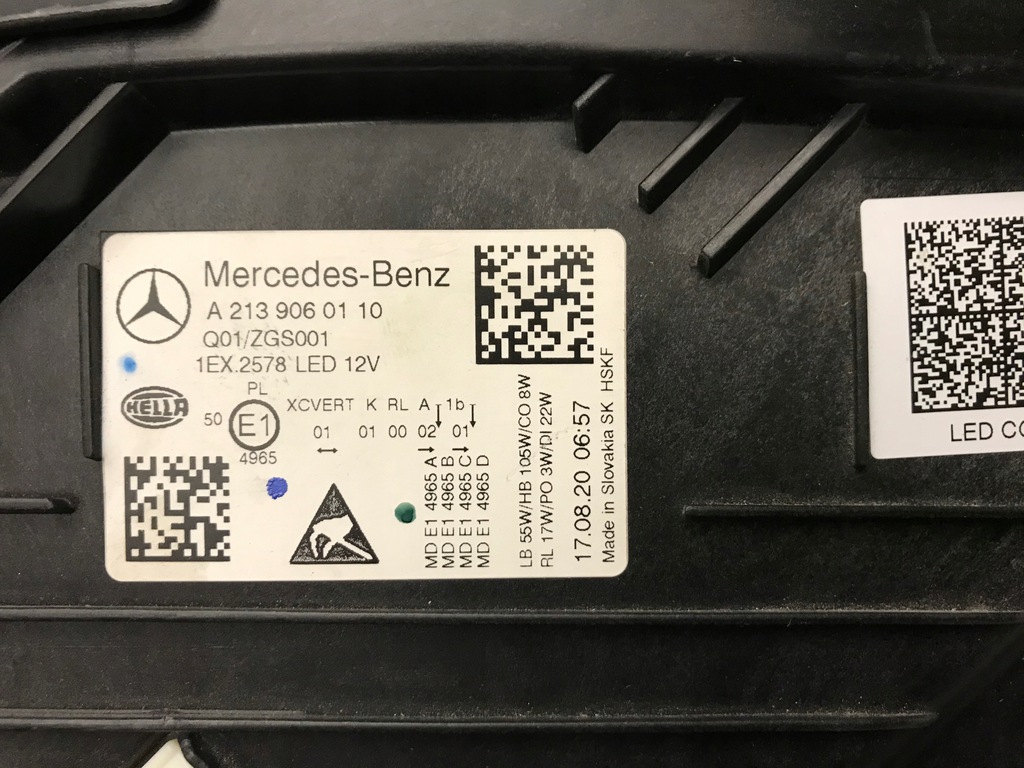 Mercedes-Benz
A 213 906 01 10
Q01/ZGS001
1EX.2578 LED 12V
HELLA
PL
50 E1
4965
XCVERT K RL A 1b
01 01 00 02 01
MD E1 4965 A
MD E1 4965 B
MD E1 4965 C
MD E1 4965 D
LB 55W/HB 105W/CO 8W
RL 17W/PO 3W/DI 22W
17.08.20 06:57
Made in Slovakia SK HSKF
LED CO